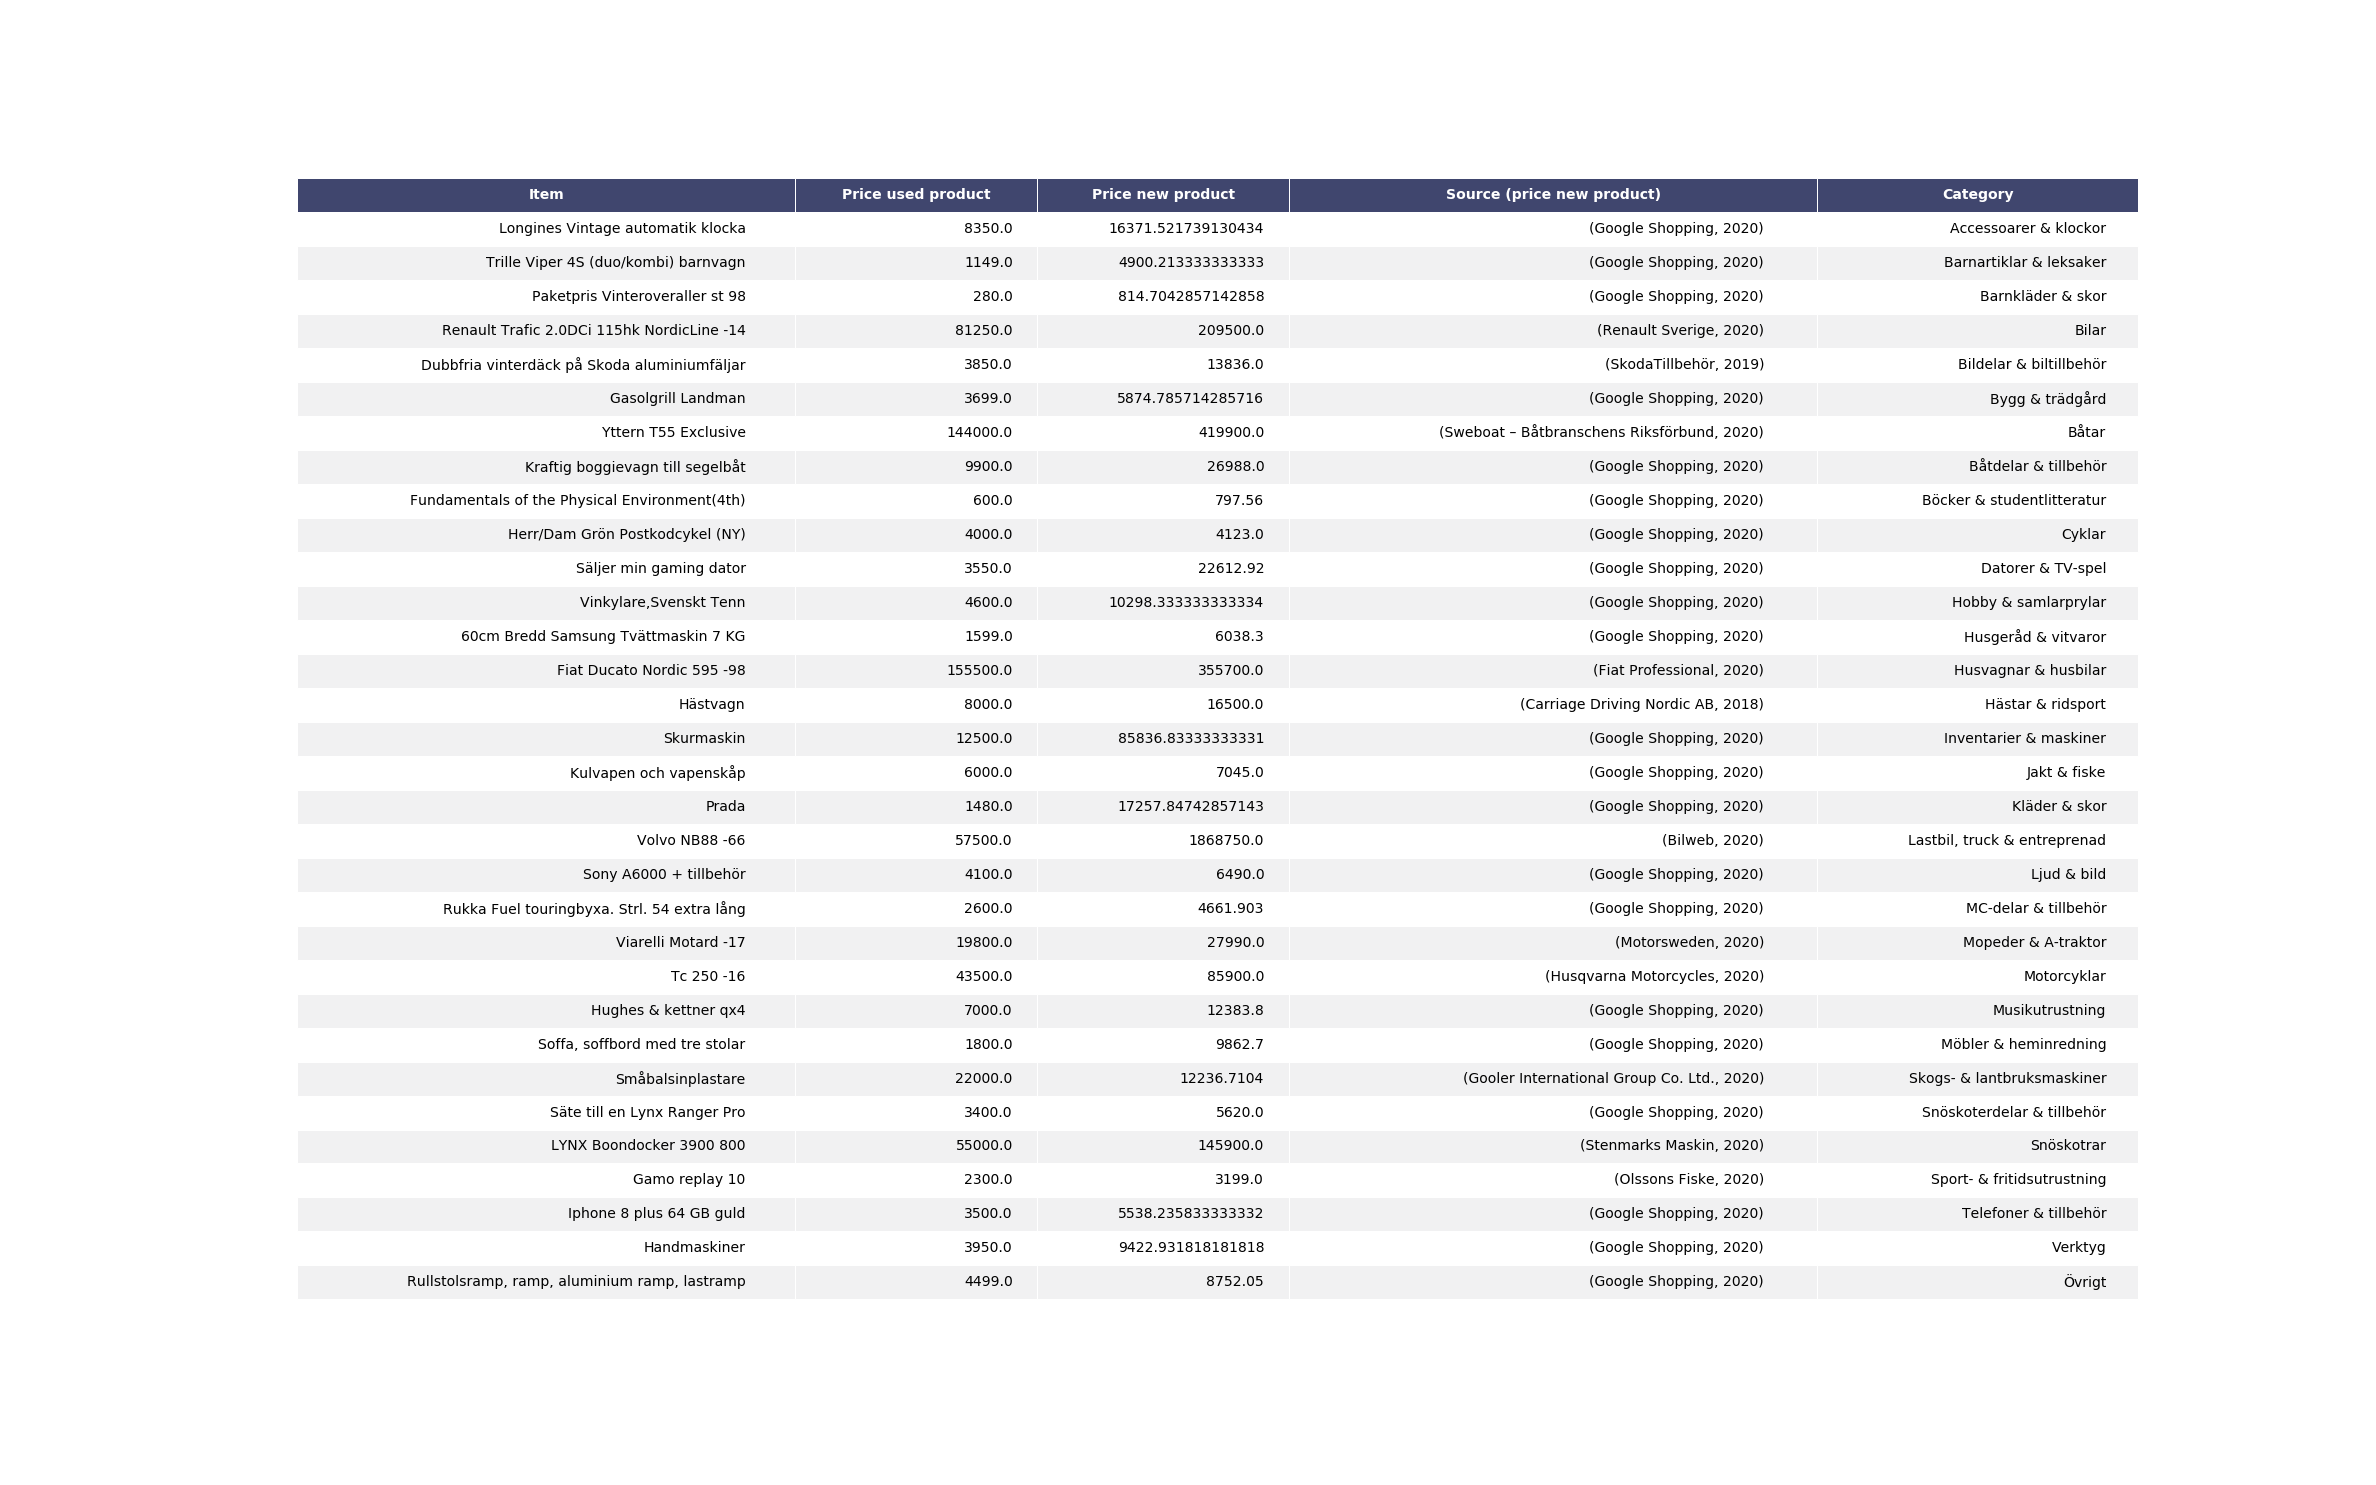 Item Price used product Price new product Source (price new product) Category
Longines Vintage automatik klocka 8350.0 16371.521739130434 (Google Shopping, 2020) Accessoarer & klockor
Trille Viper 4S (duo/kombi) barnvagn 1149.0 4900.213333333333 (Google Shopping, 2020) Barnartiklar & leksaker
Paketpris Vinteroveraller st 98 280.0 814.7042857142858 (Google Shopping, 2020) Barnkläder & skor
Renault Trafic 2.0DCi 115hk NordicLine -14 81250.0 209500.0 (Renault Sverige, 2020) Bilar
Dubbfria vinterdäck på Skoda aluminiumfäljar 3850.0 13836.0 (SkodaTillbehör, 2019) Bildelar & biltillbehör
Gasolgrill Landman 3699.0 5874.785714285716 (Google Shopping, 2020) Bygg & trädgård
Yttern T55 Exclusive 144000.0 419900.0 (Sweboat – Båtbranschens Riksförbund, 2020) Båtar
Kraftig boggievagn till segelbåt 9900.0 26988.0 (Google Shopping, 2020) Båtdelar & tillbehör
Fundamentals of the Physical Environment(4th) 600.0 797.56 (Google Shopping, 2020) Böcker & studentlitteratur
Herr/Dam Grön Postkodcykel (NY) 4000.0 4123.0 (Google Shopping, 2020) Cyklar
Säljer min gaming dator 3550.0 22612.92 (Google Shopping, 2020) Datorer & TV-spel
Vinkylare,Svenskt Tenn 4600.0 10298.333333333334 (Google Shopping, 2020) Hobby & samlarprylar
60cm Bredd Samsung Tvättmaskin 7 KG 1599.0 6038.3 (Google Shopping, 2020) Husgeråd & vitvaror
Fiat Ducato Nordic 595 -98 155500.0 355700.0 (Fiat Professional, 2020) Husvagnar & husbilar
Hästvagn 8000.0 16500.0 (Carriage Driving Nordic AB, 2018) Hästar & ridsport
Skurmaskin 12500.0 85836.83333333331 (Google Shopping, 2020) Inventarier & maskiner
Kulvapen och vapenskåp 6000.0 7045.0 (Google Shopping, 2020) Jakt & fiske
Prada 1480.0 17257.84742857143 (Google Shopping, 2020) Kläder & skor
Volvo NB88 -66 57500.0 1868750.0 (Bilweb, 2020) Lastbil, truck & entreprenad
Sony A6000 + tillbehör 4100.0 6490.0 (Google Shopping, 2020) Ljud & bild
Rukka Fuel touringbyxa. Strl. 54 extra lång 2600.0 4661.903 (Google Shopping, 2020) MC-delar & tillbehör
Viarelli Motard -17 19800.0 27990.0 (Motorsweden, 2020) Mopeder & A-traktor
Tc 250 -16 43500.0 85900.0 (Husqvarna Motorcycles, 2020) Motorcyklar
Hughes & kettner qx4 7000.0 12383.8 (Google Shopping, 2020) Musikutrustning
Soffa, soffbord med tre stolar 1800.0 9862.7 (Google Shopping, 2020) Möbler & heminredning
Småbalsinplastare 22000.0 12236.7104 (Gooler International Group Co. Ltd., 2020) Skogs- & lantbruksmaskiner
Säte till en Lynx Ranger Pro 3400.0 5620.0 (Google Shopping, 2020) Snöskoterdelar & tillbehör
LYNX Boondocker 3900 800 55000.0 145900.0 (Stenmarks Maskin, 2020) Snöskotrar
Gamo replay 10 2300.0 3199.0 (Olssons Fiske, 2020) Sport- & fritidsutrustning
Iphone 8 plus 64 GB guld 3500.0 5538.235833333332 (Google Shopping, 2020) Telefoner & tillbehör
Handmaskiner 3950.0 9422.931818181818 (Google Shopping, 2020) Verktyg
Rullstolsramp, ramp, aluminium ramp, lastramp 4499.0 8752.05 (Google Shopping, 2020) Övrigt